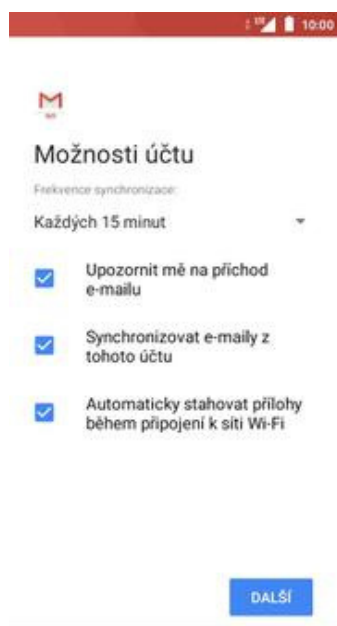 10:00
Možnosti účtu
Frekvence synchronizace:
Každých 15 minut
Upozornit mě na příchod
e-mailu
Synchronizovat e-maily z
tohoto účtu
Automaticky stahovat přílohy
během připojení k síti Wi-Fi
DALŠÍ